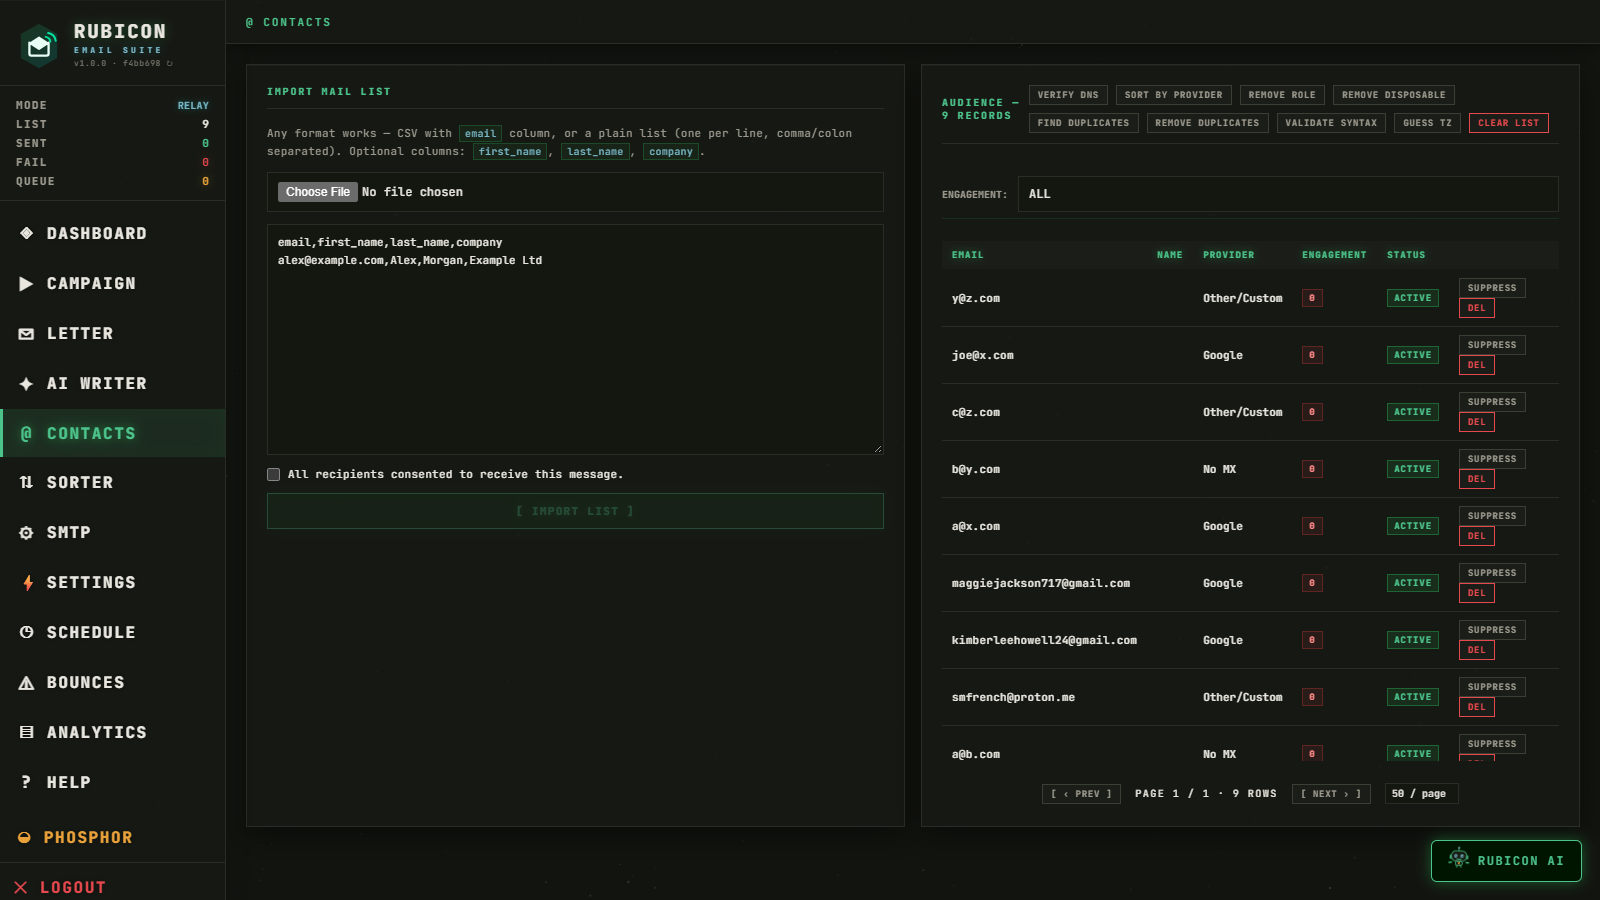 RUBICON
EMAIL SUITE
v1.0.0 · f4bb698 ↻
MODE RELAY
LIST 9
SENT 0
FAIL 0
QUEUE 0
DASHBOARD
CAMPAIGN
LETTER
AI WRITER
@ CONTACTS
SORTER
SMTP
SETTINGS
SCHEDULE
BOUNCES
ANALYTICS
? HELP
PHOSPHOR
LOGOUT
@ CONTACTS
IMPORT MAIL LIST
Any format works — CSV with email column, or a plain list (one per line, comma/colon
separated). Optional columns: first_name, last_name, company.
Choose File No file chosen
email,first_name,last_name,company
alex@example.com,Alex,Morgan,Example Ltd
All recipients consented to receive this message.
[ IMPORT LIST ]
AUDIENCE —
9 RECORDS
VERIFY DNS SORT BY PROVIDER REMOVE ROLE REMOVE DISPOSABLE
FIND DUPLICATES REMOVE DUPLICATES VALIDATE SYNTAX GUESS TZ CLEAR LIST
ENGAGEMENT: ALL
EMAIL NAME PROVIDER ENGAGEMENT STATUS
y@z.com Other/Custom 0 ACTIVE SUPPRESS
DEL
joe@x.com Google 0 ACTIVE SUPPRESS
DEL
c@z.com Other/Custom 0 ACTIVE SUPPRESS
DEL
b@y.com No MX 0 ACTIVE SUPPRESS
DEL
a@x.com Google 0 ACTIVE SUPPRESS
DEL
maggiejackson717@gmail.com Google 0 ACTIVE SUPPRESS
DEL
kimberleehowell24@gmail.com Google 0 ACTIVE SUPPRESS
DEL
smfrench@proton.me Other/Custom 0 ACTIVE SUPPRESS
DEL
a@b.com No MX 0 ACTIVE SUPPRESS
[ ‹ PREV ] PAGE 1 / 1 · 9 ROWS [ NEXT › ] 50 / page
RUBICON AI